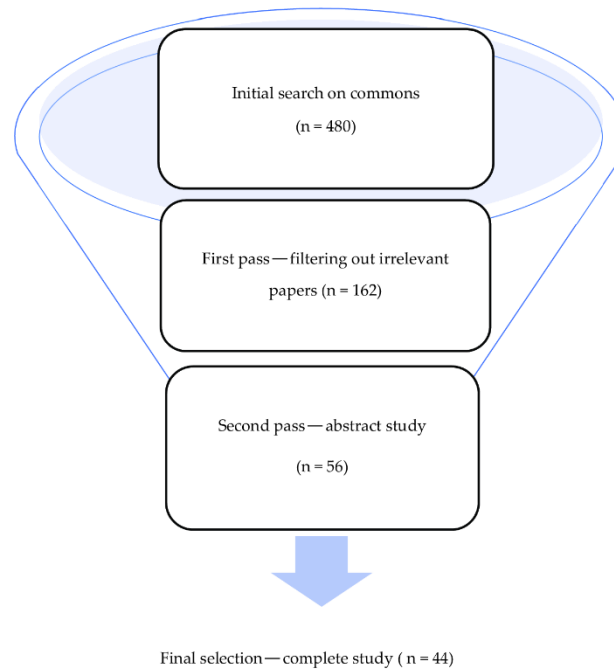 Initial search on commons
(n = 480)
First pass—filtering out irrelevant
papers (n = 162)
Second pass—abstract study
(n = 56)
Final selection—complete study ( n = 44)